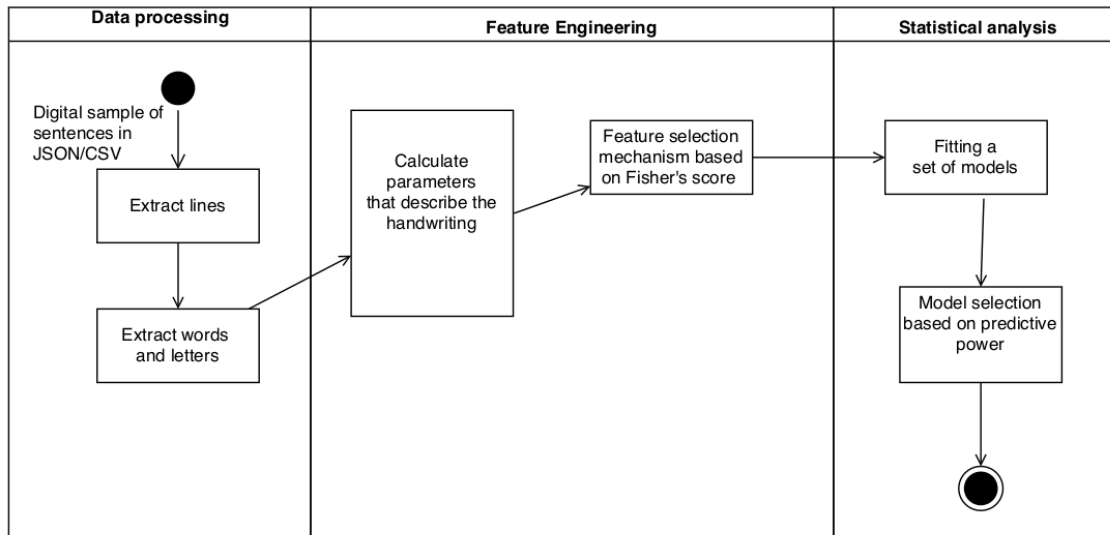 Data processing
Feature Engineering
Statistical analysis
Digital sample of
sentences in
JSON/CSV
Extract lines
Extract words
and letters
Calculate
parameters
that describe the
handwriting
Feature selection
mechanism based
on Fisher's score
Fitting a
set of models
Model selection
based on predictive
power